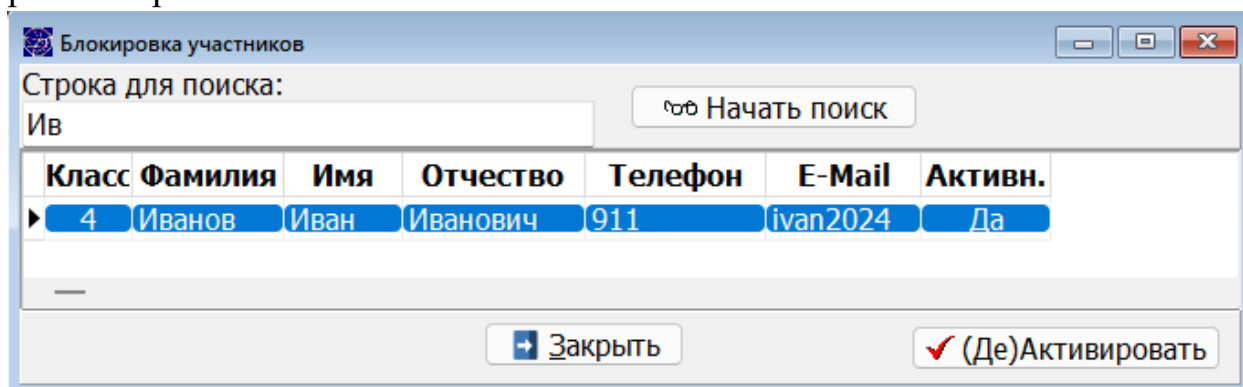 Блокировка участников
Строка для поиска:
Начать поиск
Ив
Класс Фамилия Имя Отчество Телефон E-Mail Активн.
4 Иванов Иван Иванович 911 ivan2024 Да
Закрыть (Де)Активировать